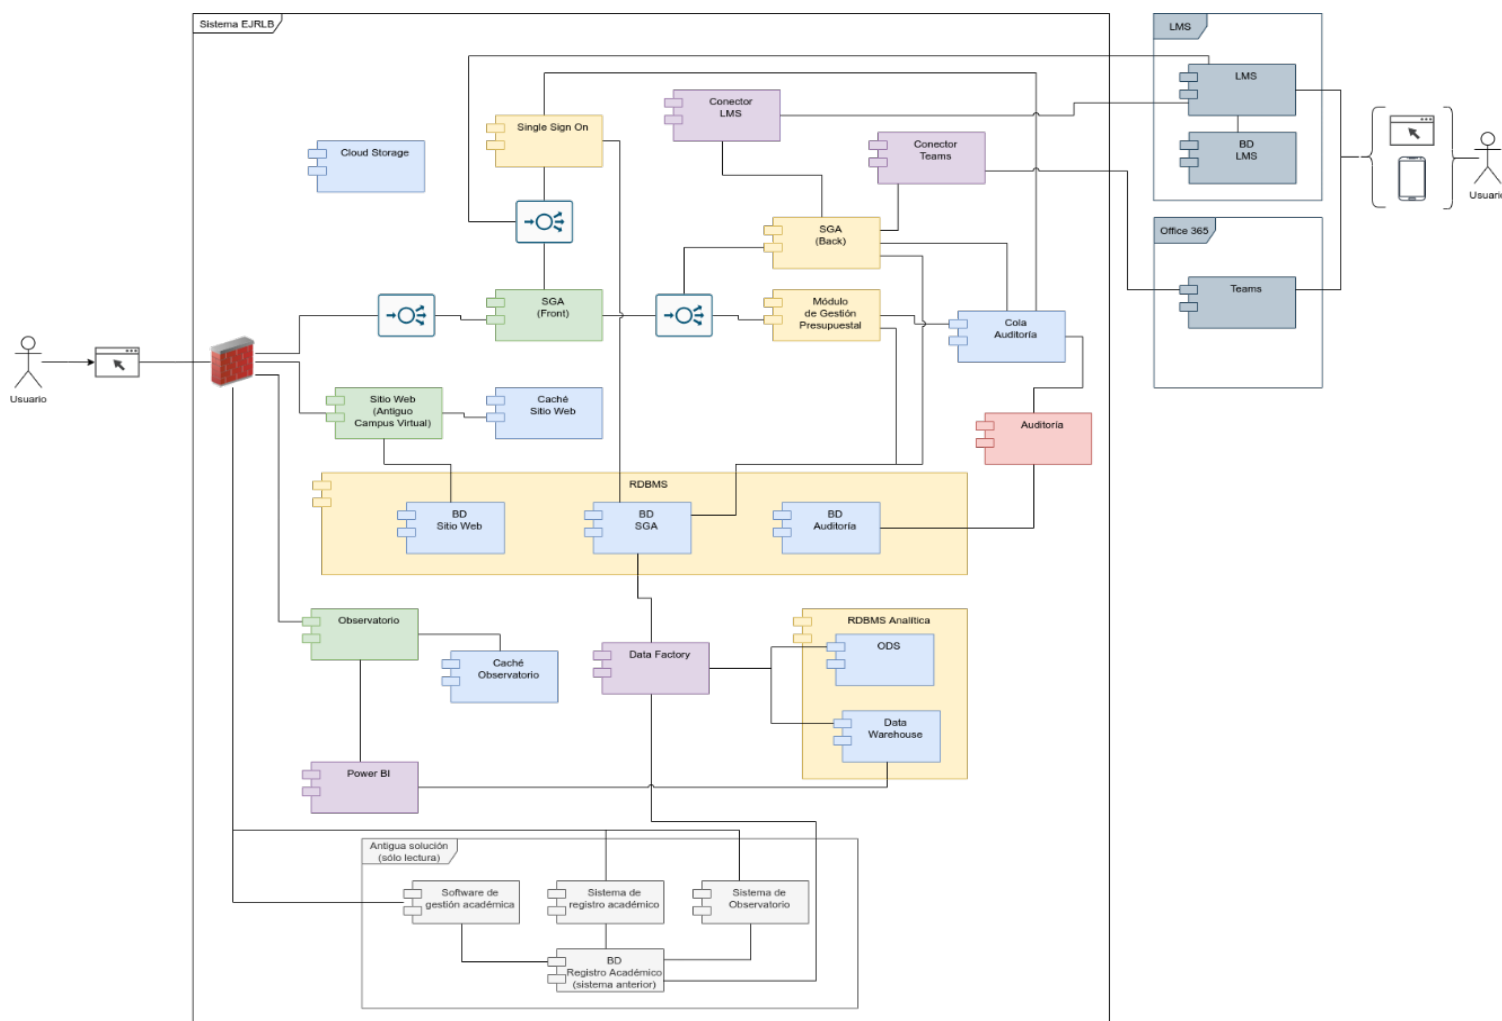 Sistema EJRLB
LMS
LMS
BD
LMS
Usuario
Office 365
Teams
Conector
LMS
Conector
Teams
Single Sign On
Cloud Storage
SGA
(Back)
SGA
(Front)
Módulo
de Gestión
Presupuestal
Cola
Auditoría
Usuario
Sitio Web
(Antiguo
Campus Virtual)
Caché
Sitio Web
Auditoría
RDBMS
BD
Sitio Web
BD
SGA
BD
Auditoría
Observatorio
Caché
Observatorio
Data Factory
RDBMS Analítica
ODS
Data
Warehouse
Power BI
Antigua solución
(sólo lectura)
Software de
gestión académica
Sistema de
registro académico
Sistema de
Observatorio
BD
Registro Académico
(sistema anterior)